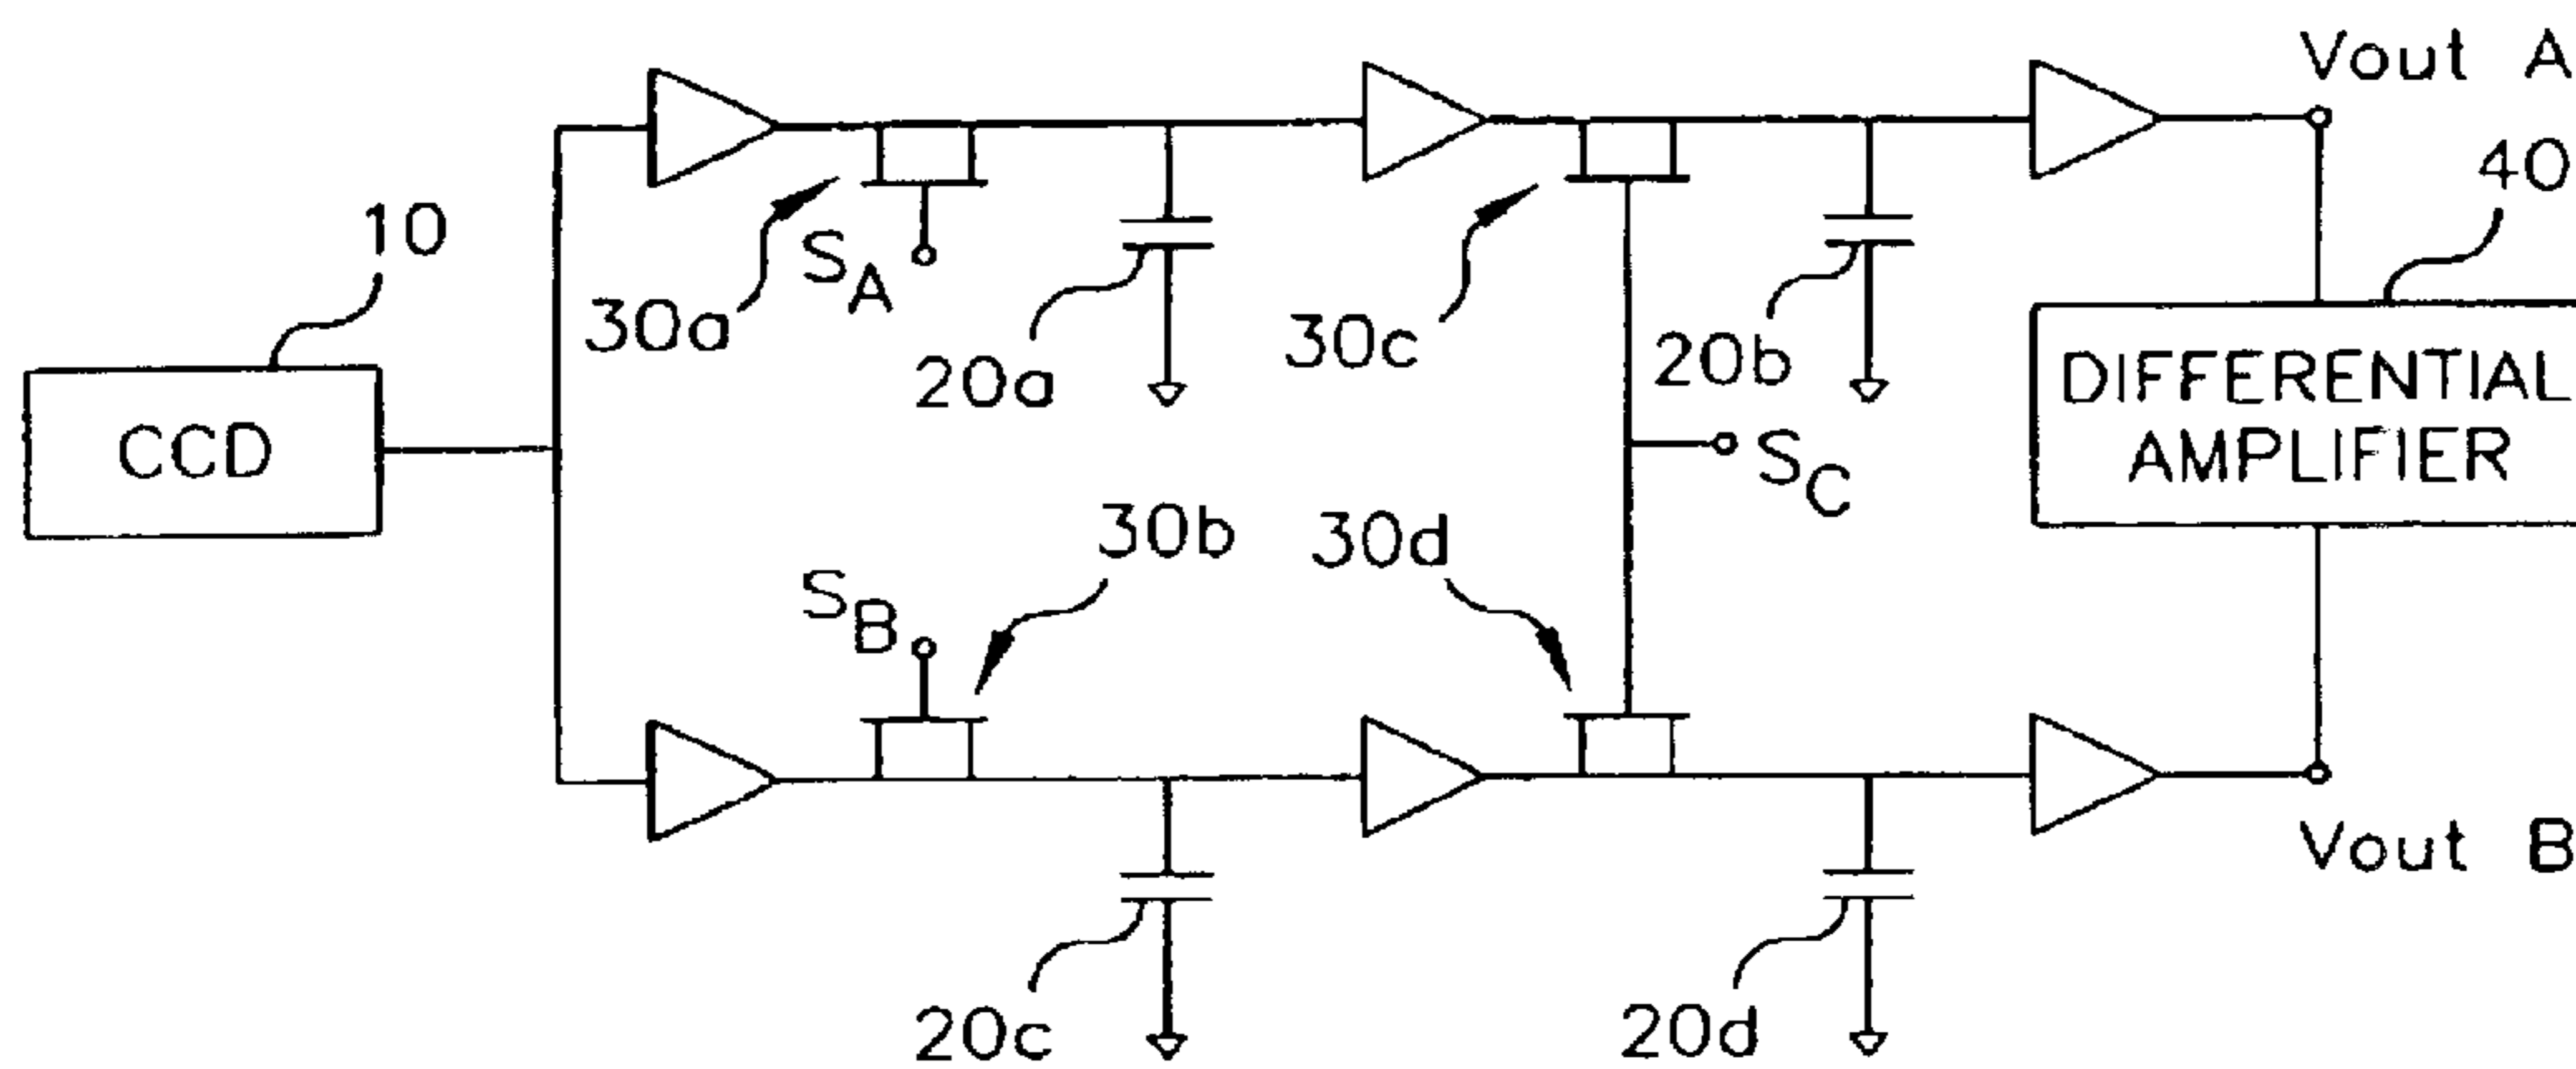 Vout A
40
10
S_A
30a
20a
30c
20b
DIFFERENTIAL
AMPLIFIER
CCD
S_C
30b
30d
S_B
Vout B
20c
20d